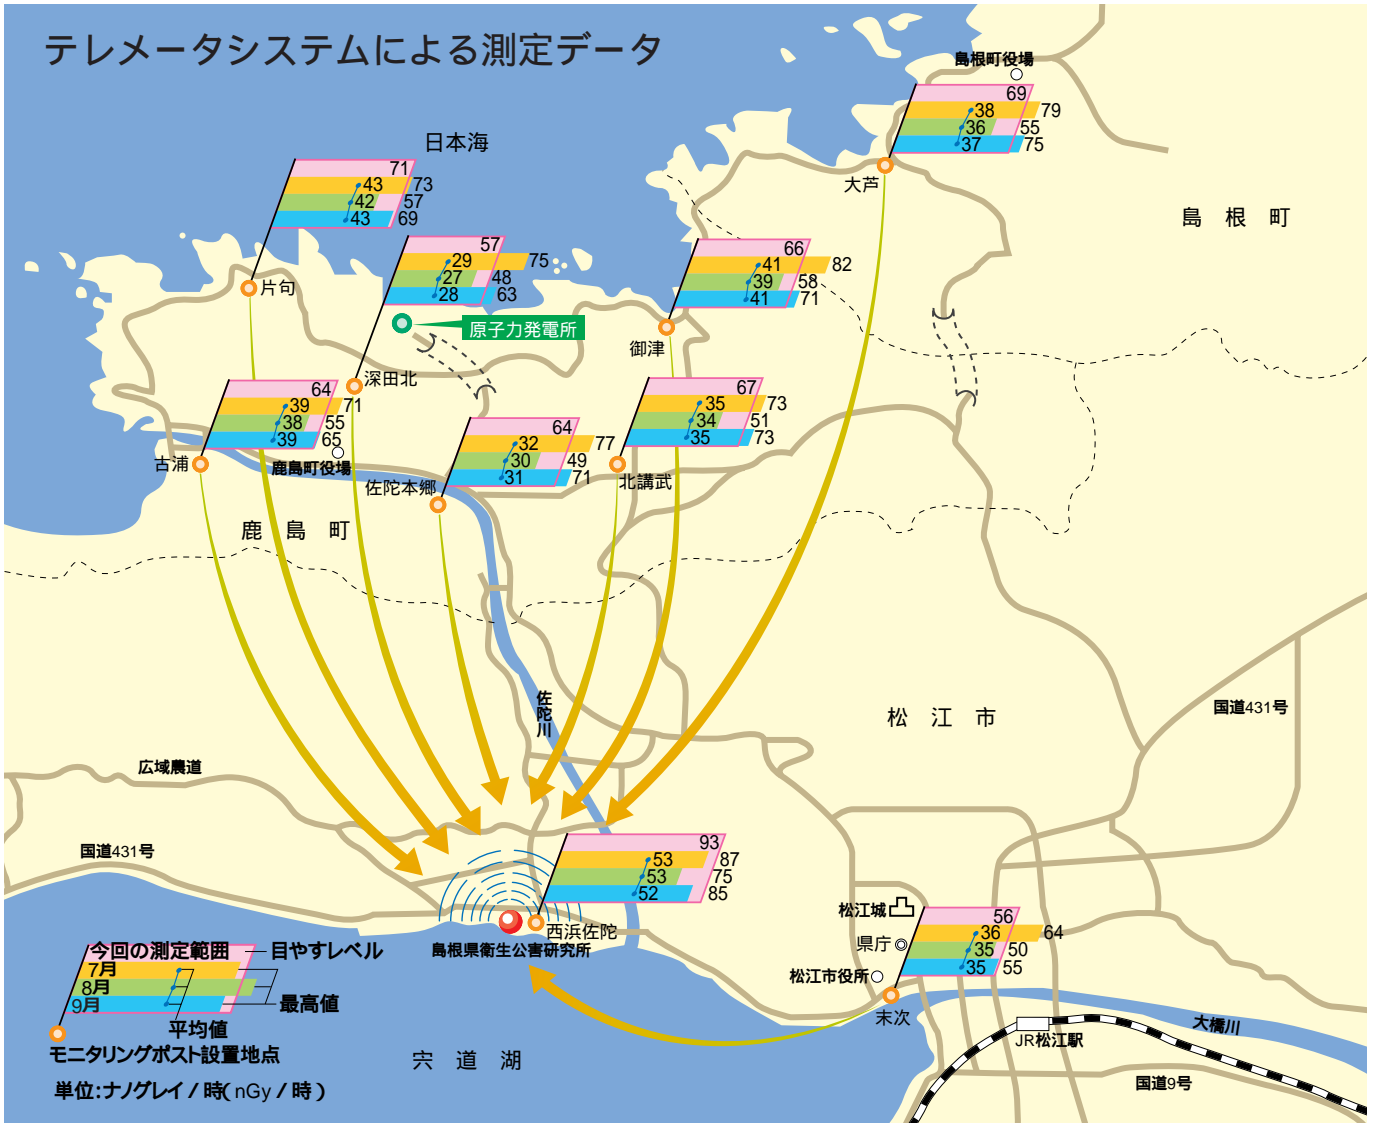 テレメータシステムによる測定データ
島根町役場
69
38 79
36 55
37 75
大芦
日本海
島根町
71
43 73
42 57
43 69
片句
57
29 75
27 48
28 63
原子力発電所
深田北
66
41 82
39 58
41 71
御津
64
39 71
38 55
39 65
古浦
鹿島町役場
67
35 73
34 51
35 73
北講武
64
32 77
30 49
31 71
佐陀本郷
鹿島町
佐陀川
松江市
国道431号
広域農道
国道431号
93
53 87
53 75
52 85
西浜佐陀
島根県衛生公害研究所
松江城
県庁
松江市役所
56
36 64
35 50
35 55
末次
大橋川
JR松江駅
国道9号
宍道湖
今回の測定範囲 目やすレベル
7月
8月
9月
最高値
平均値
モニタリングポスト設置地点
単位:ナノグレイ/時(nGy/時)